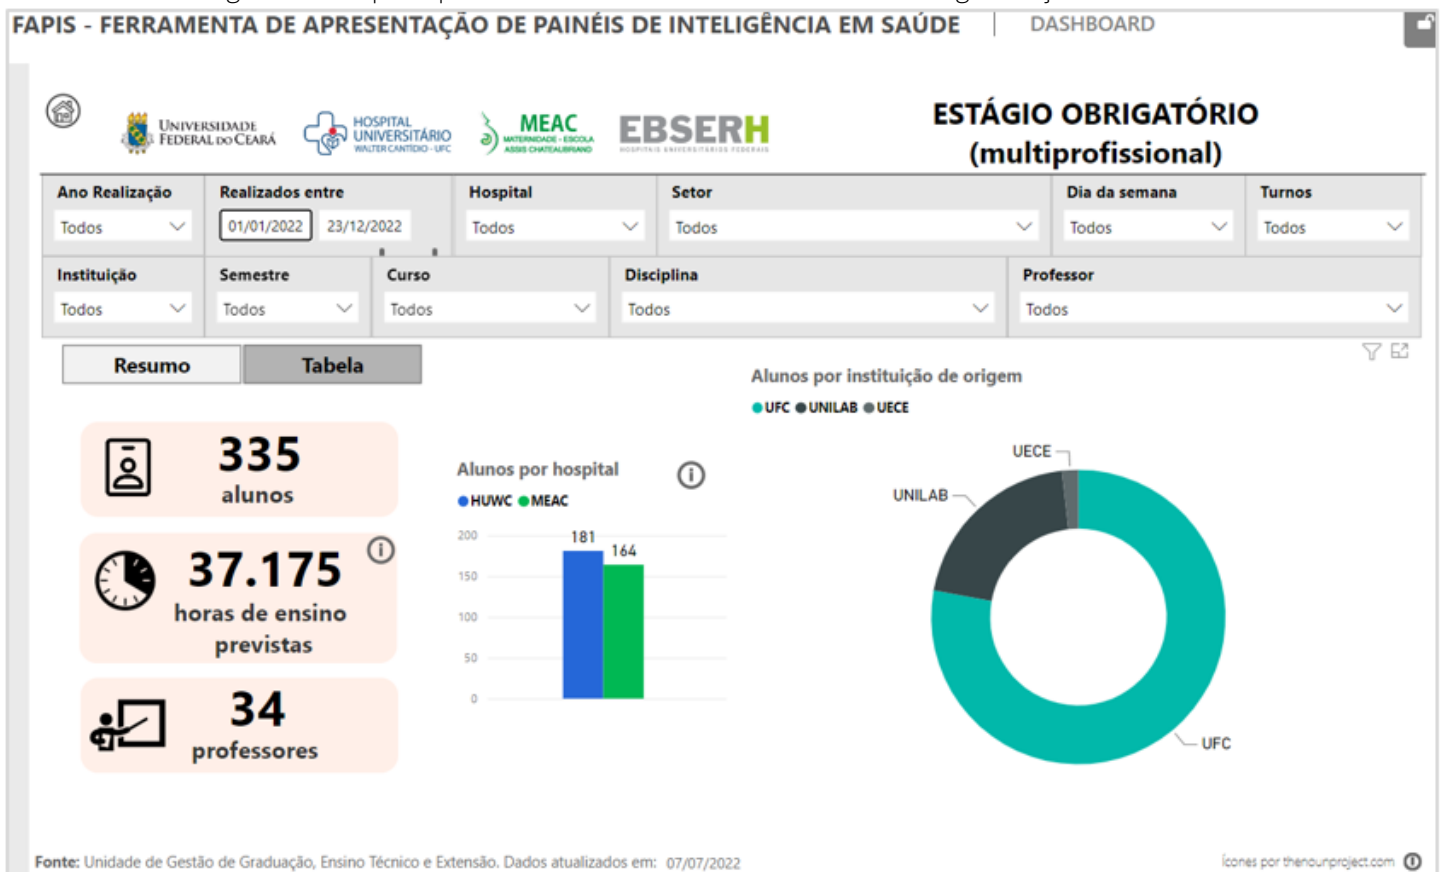 FAPIS - FERRAMENTA DE APRESENTAÇÃO DE PAINÉIS DE INTELIGÊNCIA EM SAÚDE | DASHBOARD
UNIVERSIDADE
FEDERAL DO CEARÁ
HOSPITAL
UNIVERSITÁRIO
WALTER CANTÍDIO - UFC
MEAC
MATERNIDADE - ESCOLA
ASSIS CHATEAUBRIAND
EBSERH
HOSPITAIS UNIVERSITÁRIOS FEDERAIS
ESTÁGIO OBRIGATÓRIO
(multiprofissional)
Ano Realização Realizados entre Hospital Setor Dia da semana Turnos
Todos 01/01/2022 23/12/2022 Todos Todos Todos Todos
Instituição Semestre Curso Disciplina Professor
Todos Todos Todos Todos Todos
Resumo Tabela
335
alunos
37.175
horas de ensino
previstas
34
professores
Alunos por hospital
HUWC MEAC
200
150
100
50
0
181
164
Alunos por instituição de origem
UFC UNILAB UECE
UECE
UNILAB
UFC
Fonte: Unidade de Gestão de Graduação, Ensino Técnico e Extensão. Dados atualizados em: 07/07/2022
Ícones por thenounproject.com